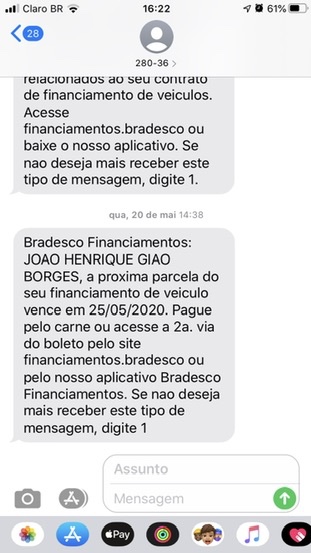 Claro BR
16:22
61%
28
280-36
relacionados ao seu contrato
de financiamento de veiculos.
Acesse
financiamentos.bradesco ou
baixe o nosso aplicativo. Se
nao deseja mais receber este
tipo de mensagem, digite 1.
qua, 20 de mai 14:38
Bradesco Financiamentos:
JOAO HENRIQUE GIAO
BORGES, a proxima parcela do
seu financiamento de veiculo
vence em 25/05/2020. Pague
pelo carne ou acesse a 2a. via
do boleto pelo site
financiamentos.bradesco ou
pelo nosso aplicativo Bradesco
Financiamentos. Se nao deseja
mais receber este tipo de
mensagem, digite 1
Assunto
Mensagem
Pay